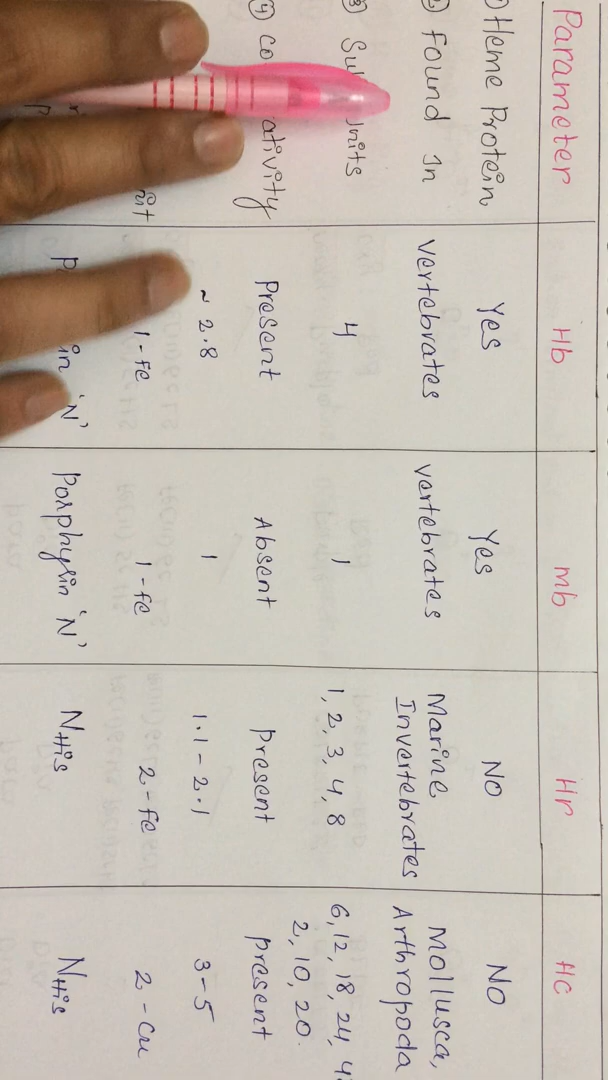 Parameter Hb Mb Hr Hc
Heme Protein Yes Yes No No
Found In vertebrates vertebrates Marine Invertebrates Mollusca, Arthropoda
4 1 1, 2, 3, 4, 8 6, 12, 18, 24,
2, 10, 20.
④ Present Absent present present
~ 2.8 1 1.1 - 2.1 3-5
1-fe 1-fe 2-fe 2-cu
Porphyrin 'N' NHis NHis